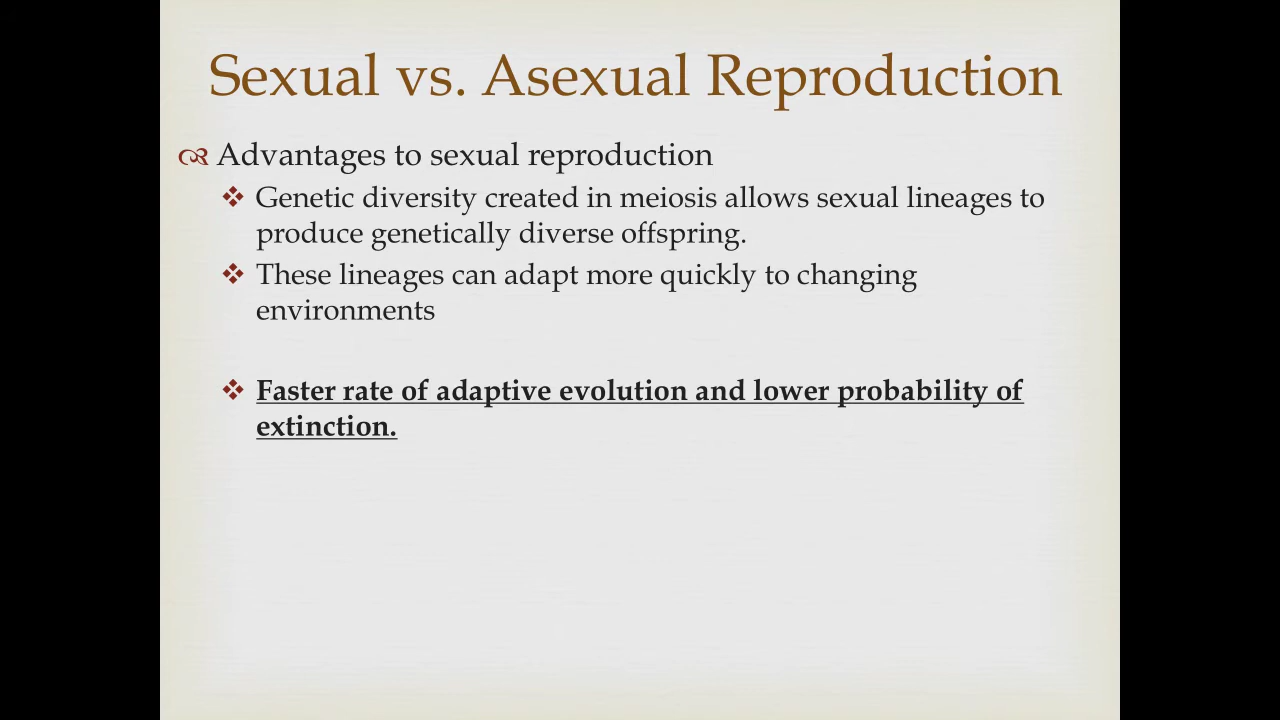 Sexual vs. Asexual Reproduction
Advantages to sexual reproduction
Genetic diversity created in meiosis allows sexual lineages to
produce genetically diverse offspring.
These lineages can adapt more quickly to changing
environments
Faster rate of adaptive evolution and lower probability of
extinction.